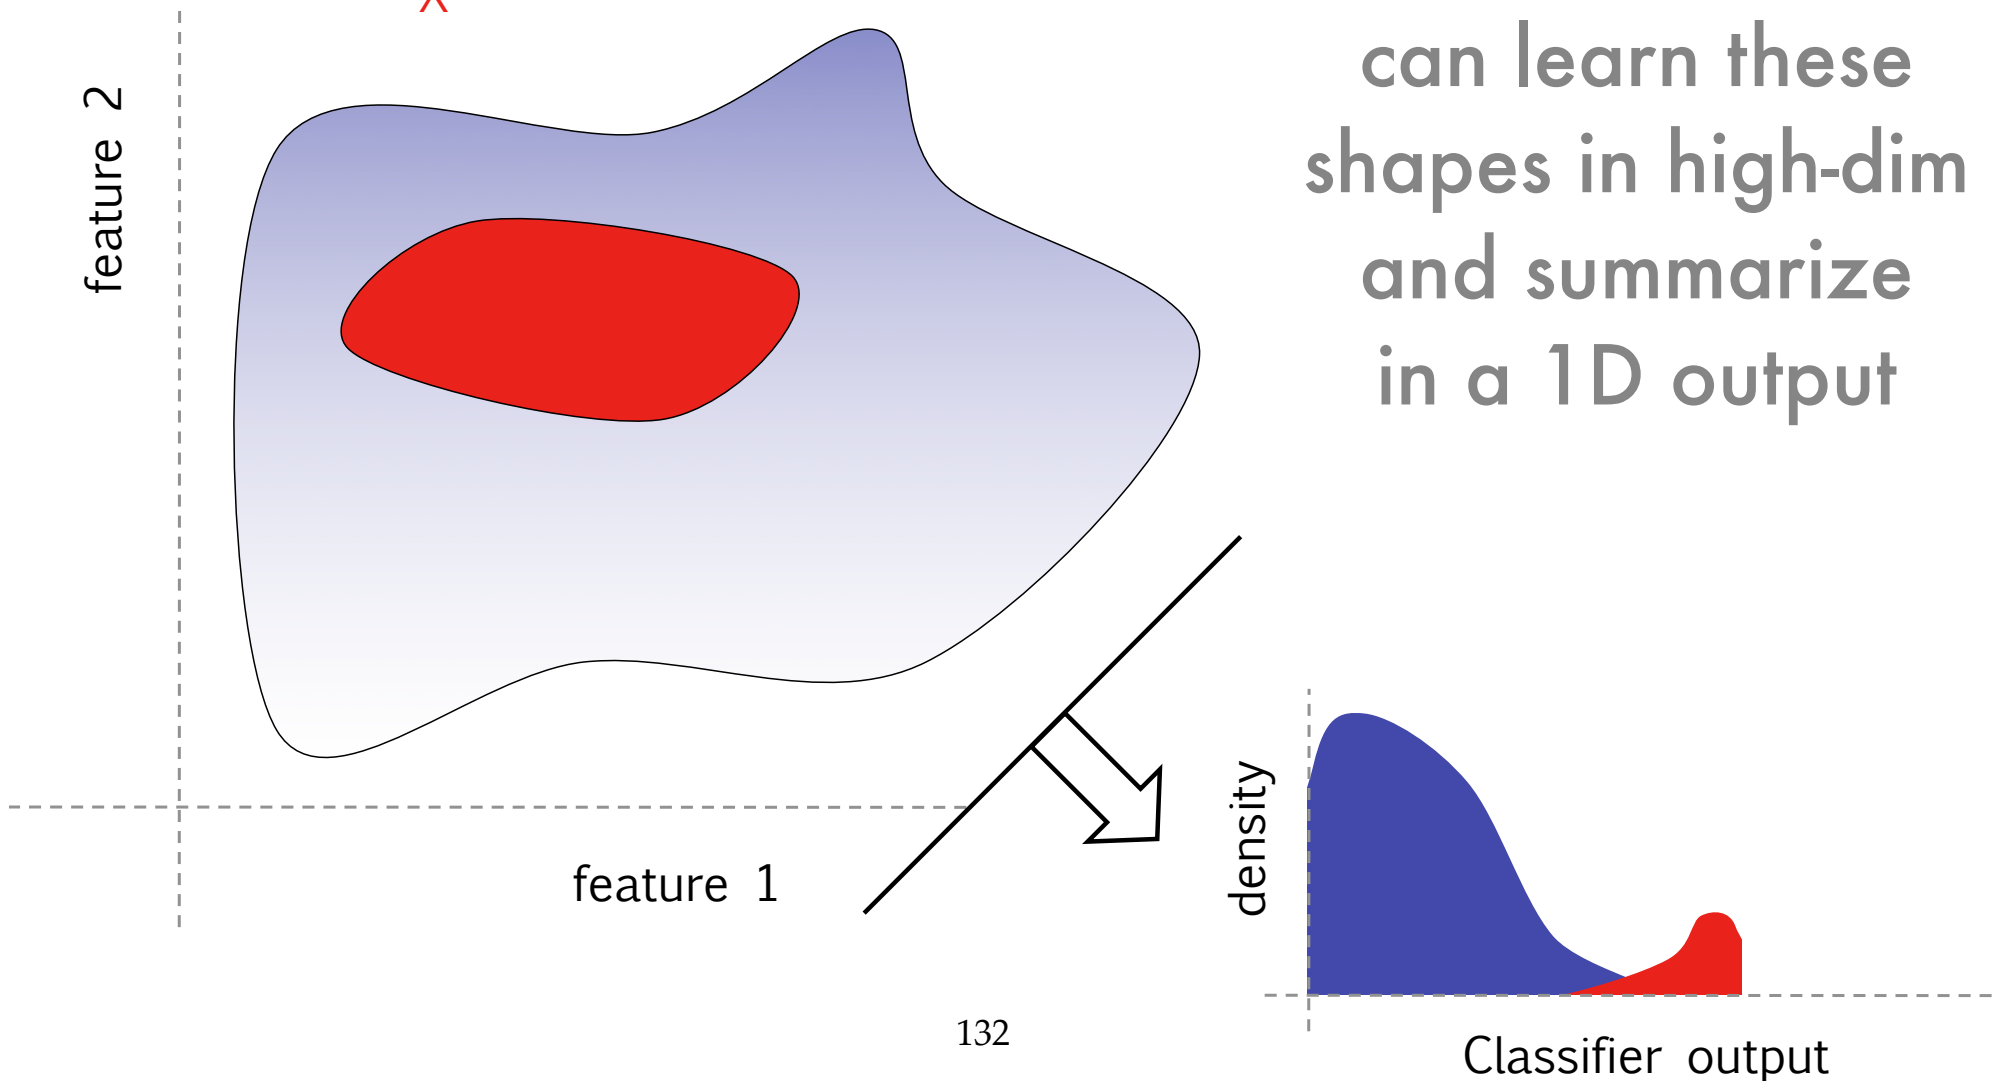 can learn these
shapes in high-dim
and summarize
in a 1D output
feature 2
feature 1
density
Classifier output
132